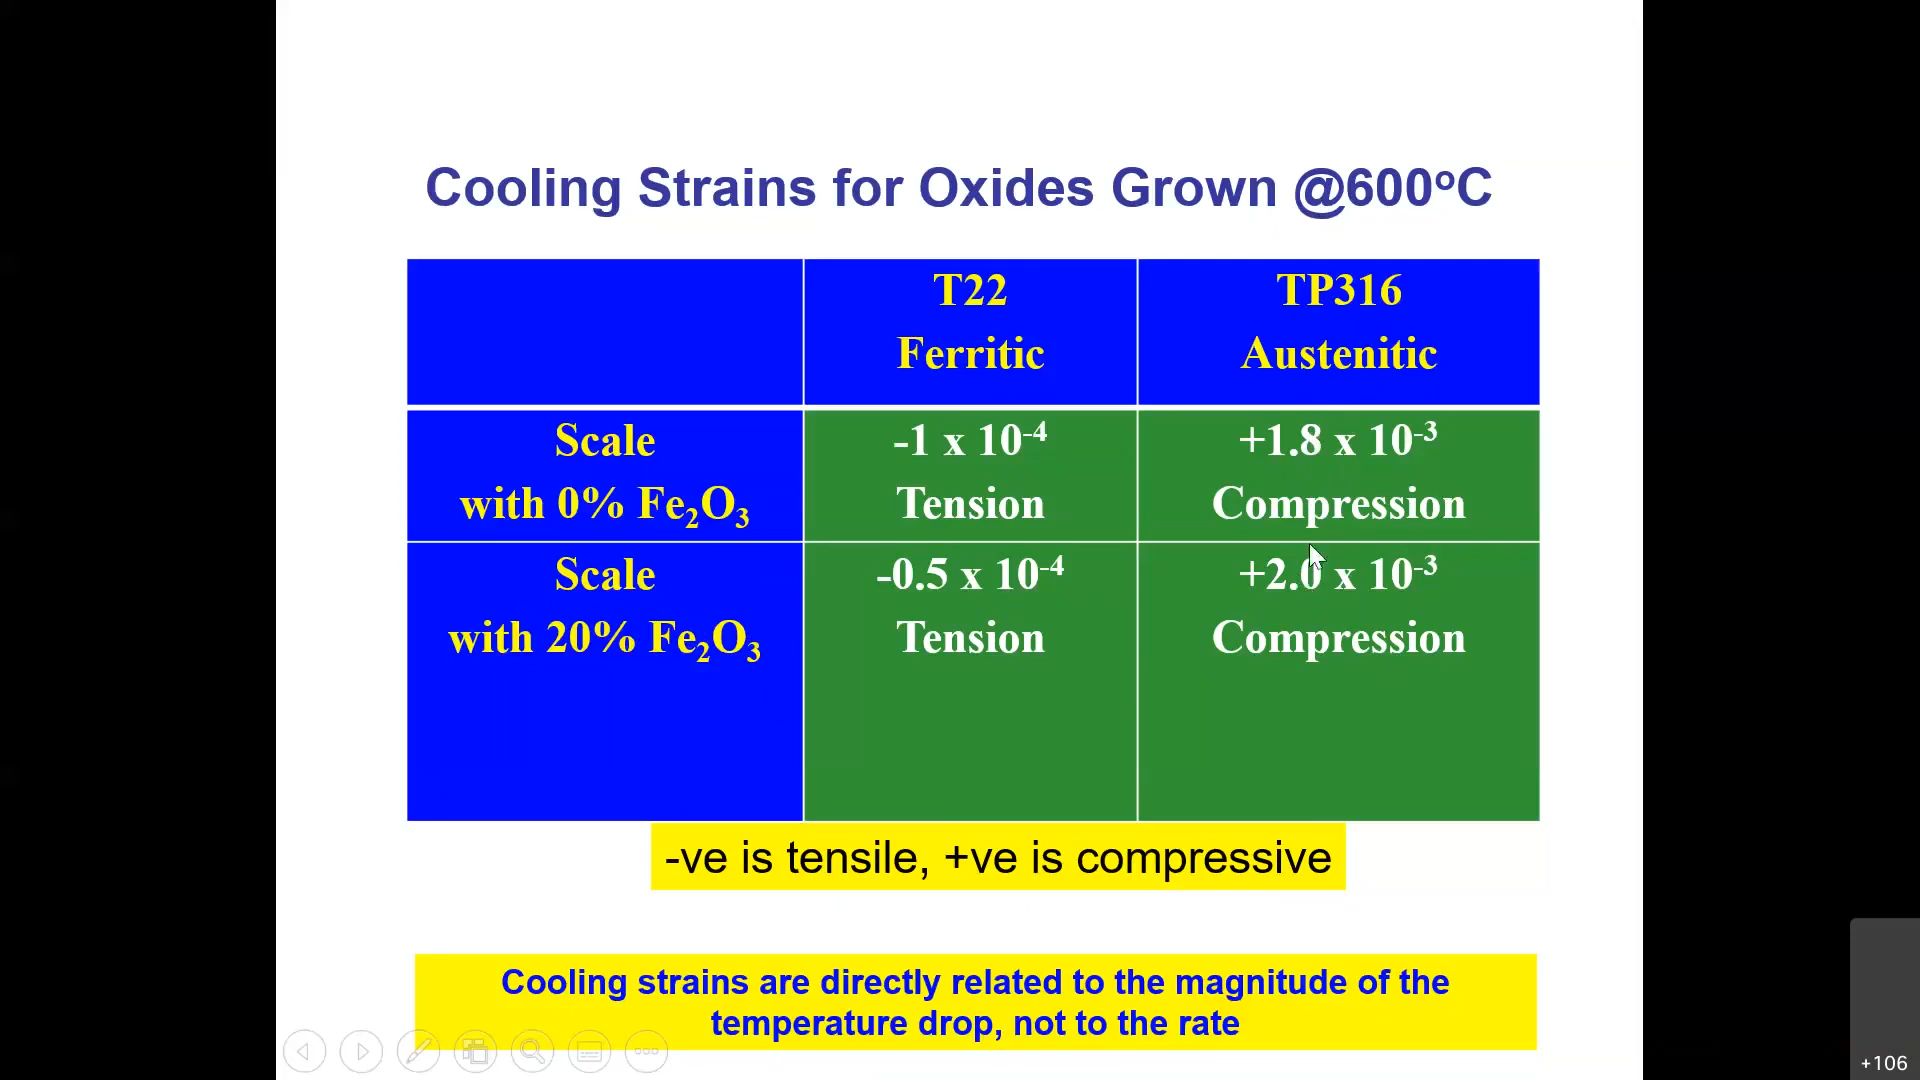 Cooling Strains for Oxides Grown @600ºC
T22
Ferritic
TP316
Austenitic
Scale
with 0% Fe₂O₃
-1 x 10⁻⁴
Tension
+1.8 x 10⁻³
Compression
Scale
with 20% Fe₂O₃
-0.5 x 10⁻⁴
Tension
+2.0 x 10⁻³
Compression
-ve is tensile, +ve is compressive
Cooling strains are directly related to the magnitude of the
temperature drop, not to the rate
+106